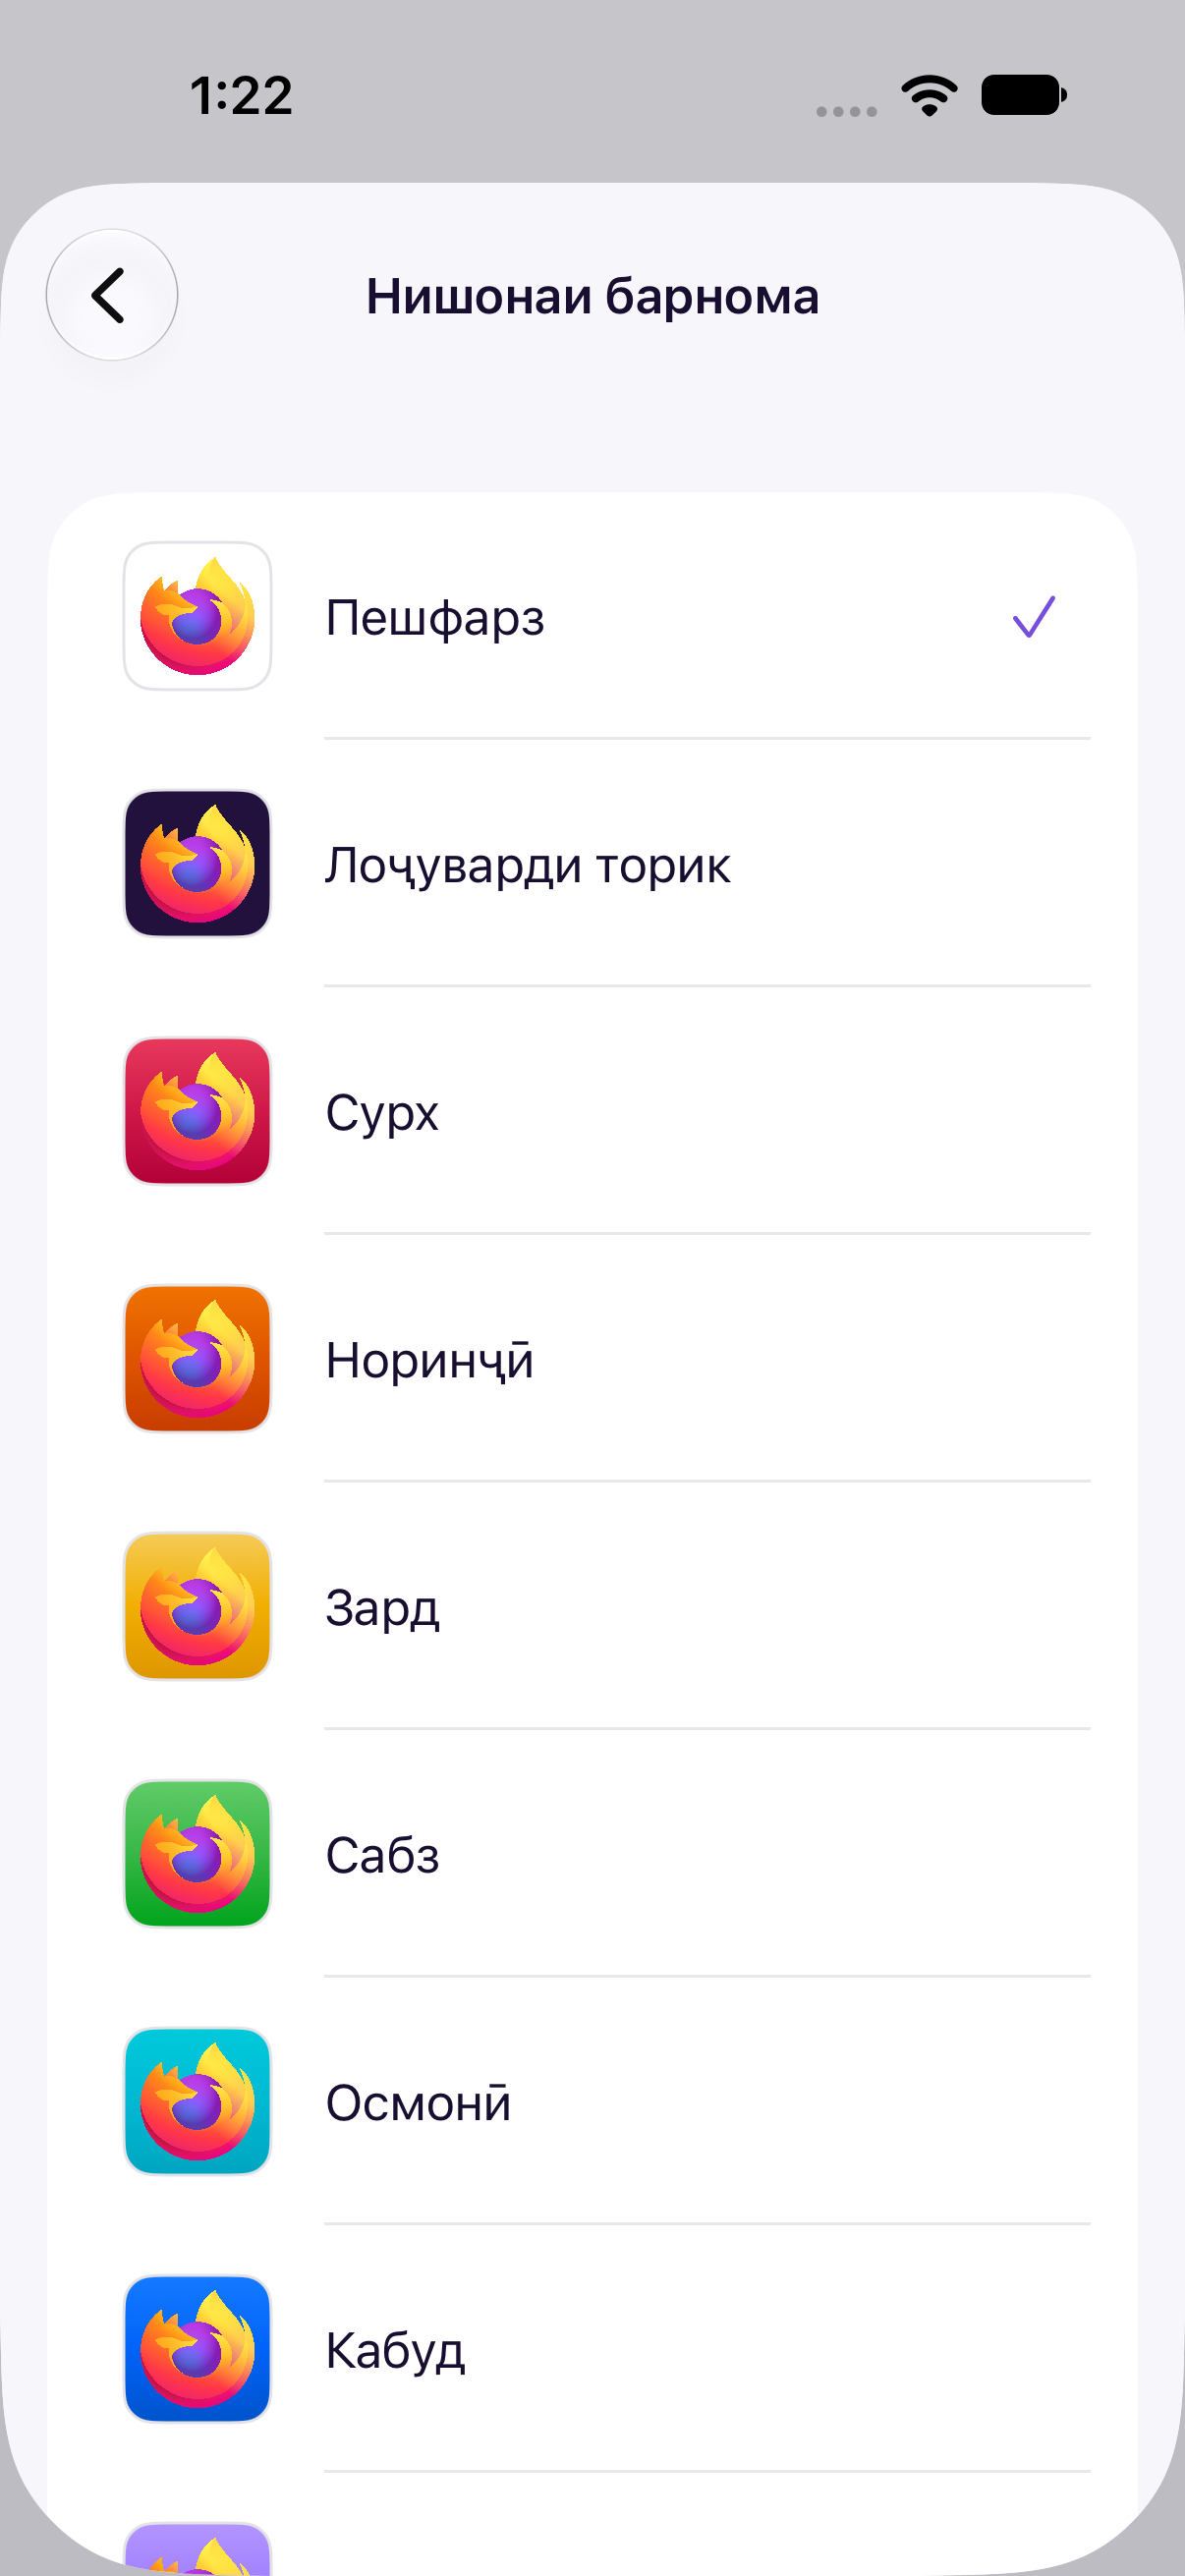 1:22
Нишонаи барнома
Пешфарз
Лоҷуварди торик
Сурх
Норинҷӣ
Зард
Сабз
Осмонӣ
Кабуд